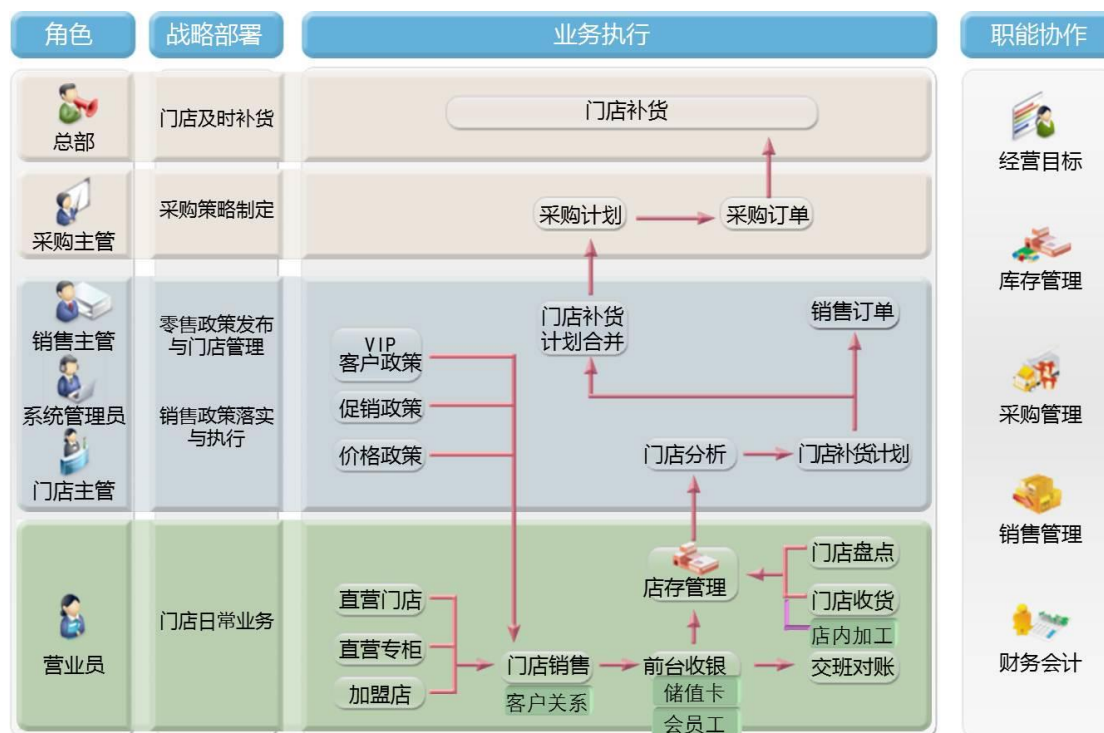 角色
战略部署
业务执行
职能协作
总部
门店及时补货
门店补货
采购主管
采购策略制定
采购计划
采购订单
销售主管
系统管理员
门店主管
零售政策发布
与门店管理
销售政策落实
与执行
VIP
客户政策
促销政策
价格政策
门店补货
计划合并
销售订单
门店分析
门店补货计划
营业员
门店日常业务
直营门店
直营专柜
加盟店
门店销售
客户关系
店存管理
前台收银
储值卡
会员工
门店盘点
门店收货
店内加工
交班对账
经营目标
库存管理
采购管理
销售管理
财务会计